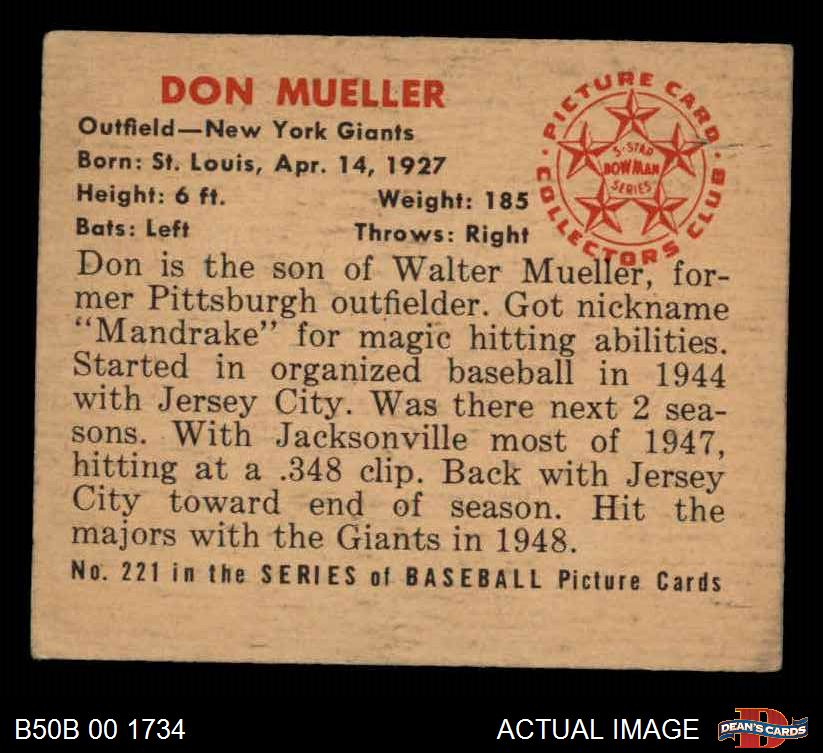 DON MUELLER
Outfield—New York Giants
Born: St. Louis, Apr. 14, 1927
Height: 6 ft. Weight: 185
Bats: Left Throws: Right
PICTURE CARD COLLECTORS CLUB
5-STAR
BOWMAN
SERIES
Don is the son of Walter Mueller, for-
mer Pittsburgh outfielder. Got nickname
"Mandrake" for magic hitting abilities.
Started in organized baseball in 1944
with Jersey City. Was there next 2 sea-
sons. With Jacksonville most of 1947,
hitting at a .348 clip. Back with Jersey
City toward end of season. Hit the
majors with the Giants in 1948.
No. 221 in the SERIES of BASEBALL Picture Cards
B50B 00 1734
ACTUAL IMAGE
DEAN'S CARDS